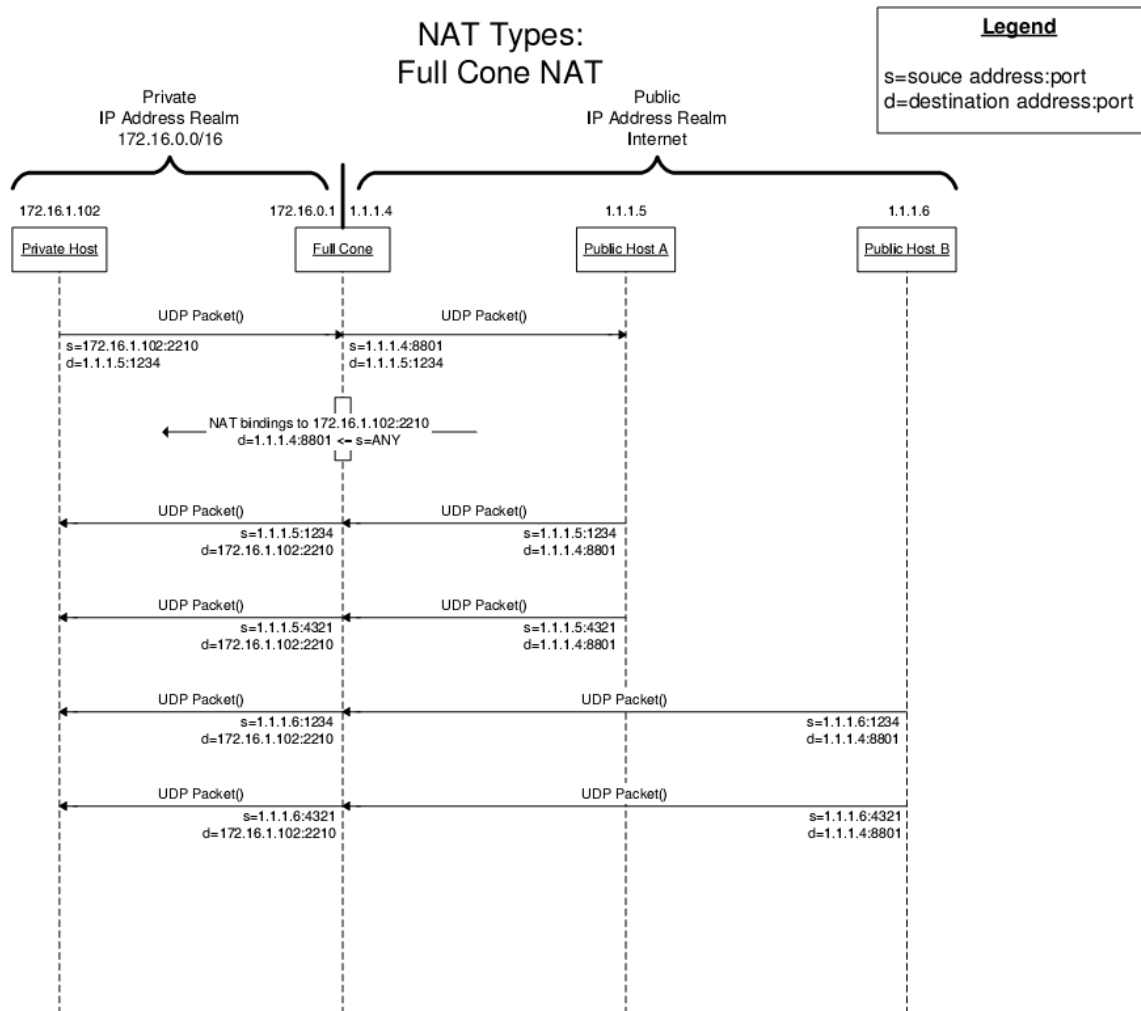 NAT Types:
Full Cone NAT
Legend
s=souce address:port
d=destination address:port
Private
IP Address Realm
172.16.0.0/16
Public
IP Address Realm
Internet
172.16.1.102
172.16.0.1
1.1.1.4
1.1.1.5
1.1.1.6
Private Host
Full Cone
Public Host A
Public Host B
UDP Packet()
s=172.16.1.102:2210
d=1.1.1.5:1234
UDP Packet()
s=1.1.1.4:8801
d=1.1.1.5:1234
NAT bindings to 172.16.1.102:2210
d=1.1.1.4:8801 <- s=ANY
UDP Packet()
s=1.1.1.5:1234
d=172.16.1.102:2210
UDP Packet()
s=1.1.1.5:1234
d=1.1.1.4:8801
UDP Packet()
s=1.1.1.5:4321
d=172.16.1.102:2210
UDP Packet()
s=1.1.1.5:4321
d=1.1.1.4:8801
UDP Packet()
s=1.1.1.6:1234
d=172.16.1.102:2210
UDP Packet()
s=1.1.1.6:1234
d=1.1.1.4:8801
UDP Packet()
s=1.1.1.6:4321
d=172.16.1.102:2210
UDP Packet()
s=1.1.1.6:4321
d=1.1.1.4:8801